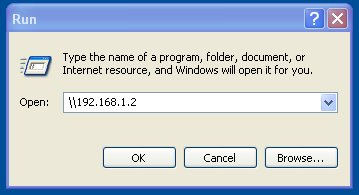 Run
Type the name of a program, folder, document, or
Internet resource, and Windows will open it for you.
Open: \\192.168.1.2
OK Cancel Browse...